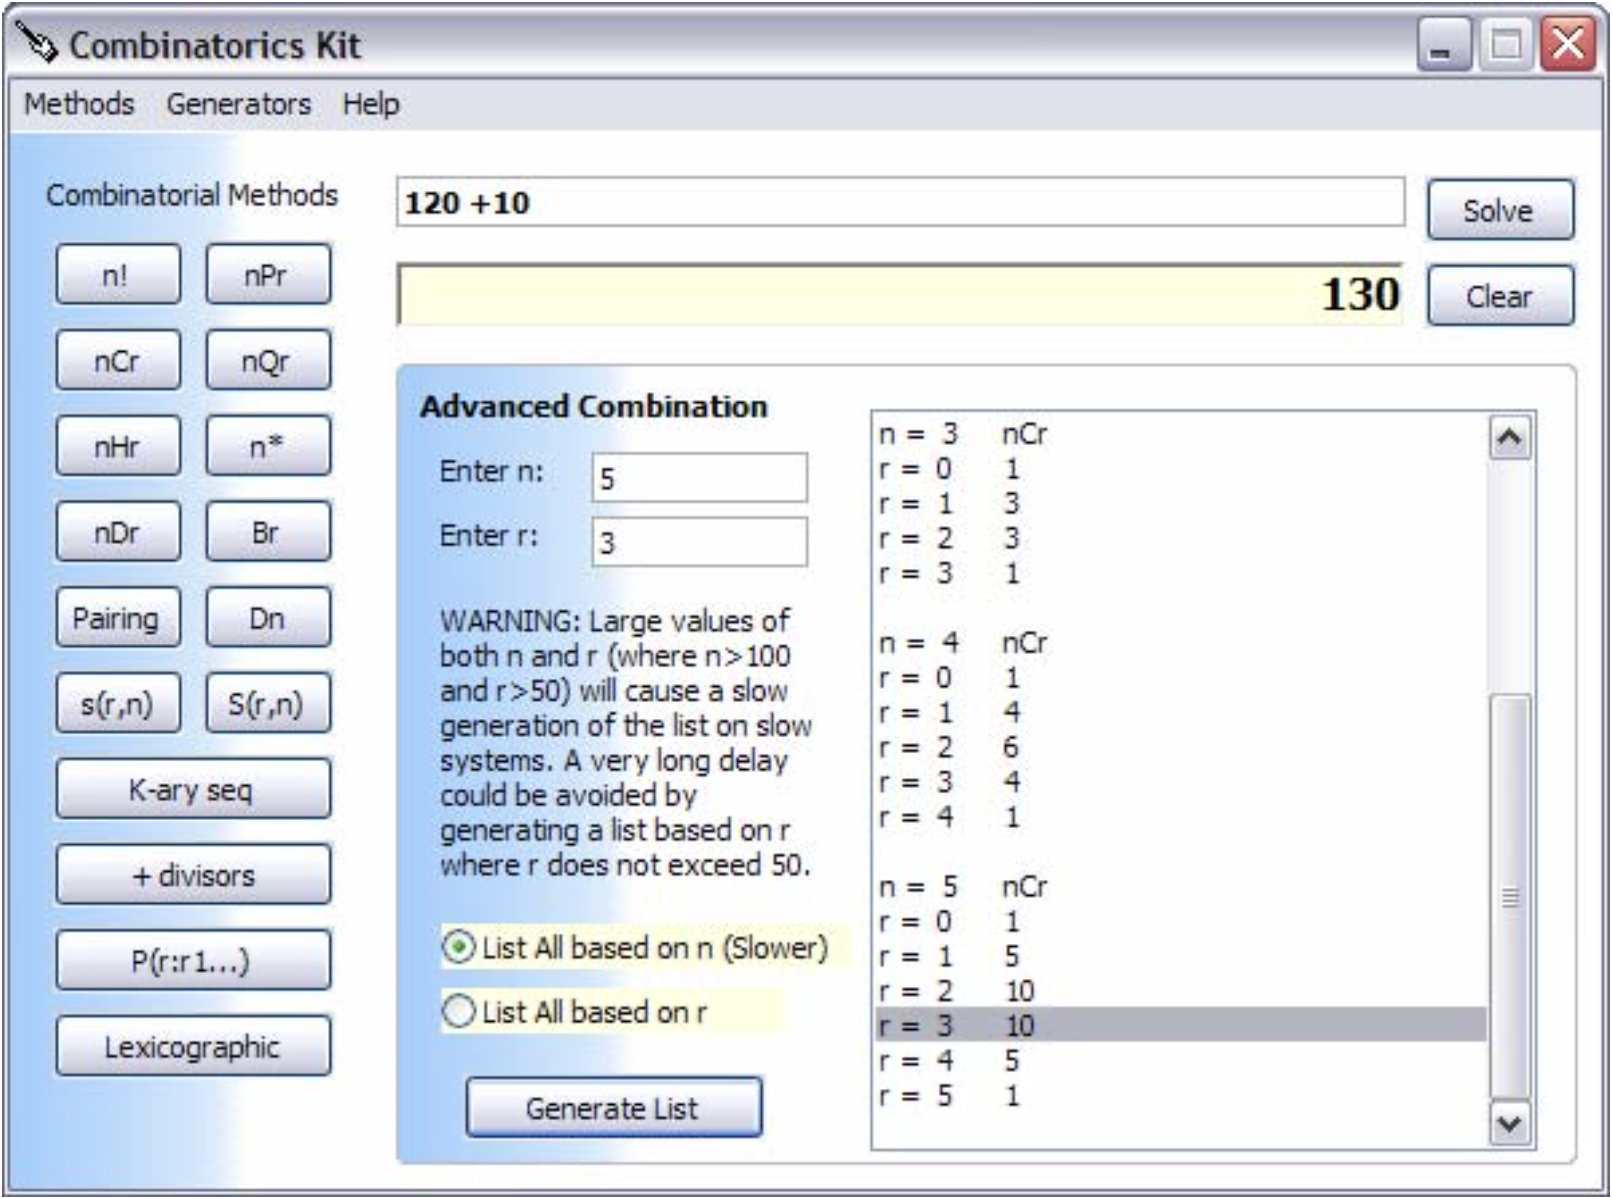 Combinatorics Kit
Methods Generators Help
Combinatorial Methods
n! nPr
nCr nQr
nHr n*
nDr Br
Pairing Dn
s(r,n) S(r,n)
K-ary seq
+ divisors
P(r:r1...)
Lexicographic
120 +10
Solve
130
Clear
Advanced Combination
Enter n: 5
Enter r: 3
WARNING: Large values of
both n and r (where n>100
and r>50) will cause a slow
generation of the list on slow
systems. A very long delay
could be avoided by
generating a list based on r
where r does not exceed 50.
List All based on n (Slower)
List All based on r
Generate List
n = 3 nCr
r = 0 1
r = 1 3
r = 2 3
r = 3 1
n = 4 nCr
r = 0 1
r = 1 4
r = 2 6
r = 3 4
r = 4 1
n = 5 nCr
r = 0 1
r = 1 5
r = 2 10
r = 3 10
r = 4 5
r = 5 1